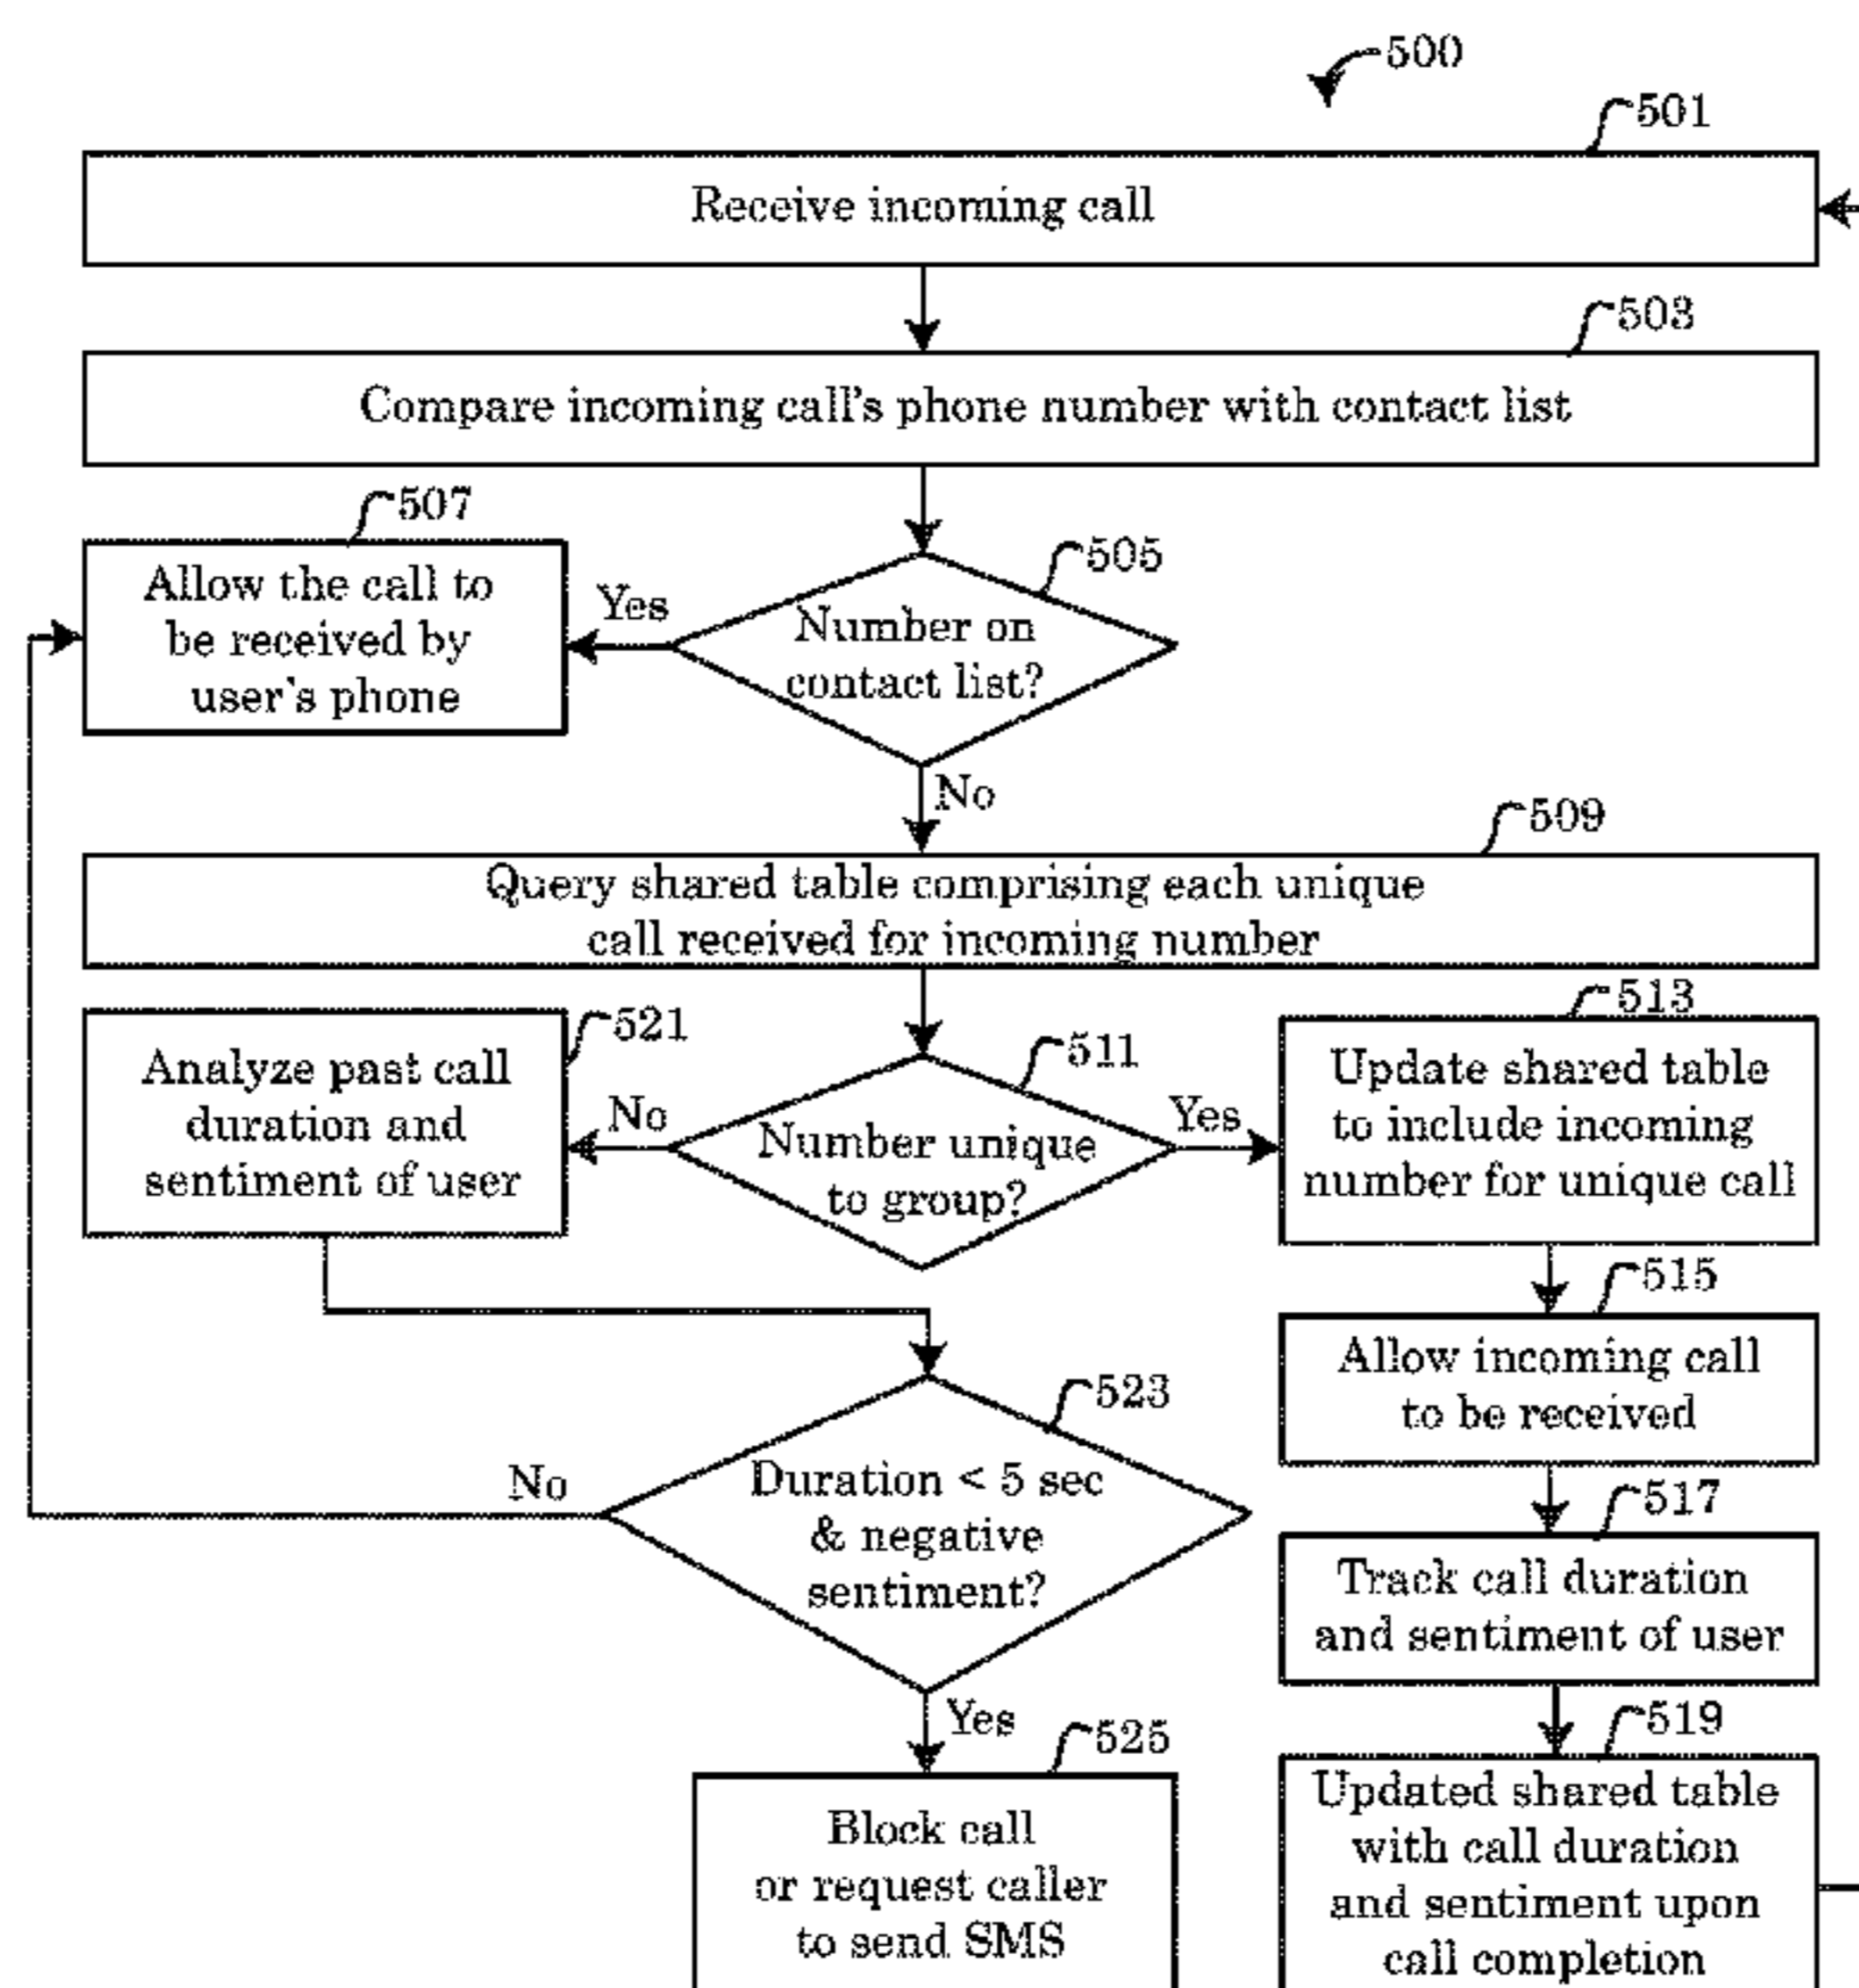 500
501
Receive incoming call
503
Compare incoming call's phone number with contact list
507
Allow the call to
be received by
user's phone
Yes
505
Number on
contact list?
No
509
Query shared table comprising each unique
call received for incoming number
521
Analyze past call
duration and
sentiment of user
No
511
Number unique
to group?
Yes
513
Update shared table
to include incoming
number for unique call
515
Allow incoming call
to be received
523
Duration < 5 sec
& negative
sentiment?
No
517
Track call duration
and sentiment of user
Yes
525
Block call
or request caller
to send SMS
519
Updated shared table
with call duration
and sentiment upon
call completion